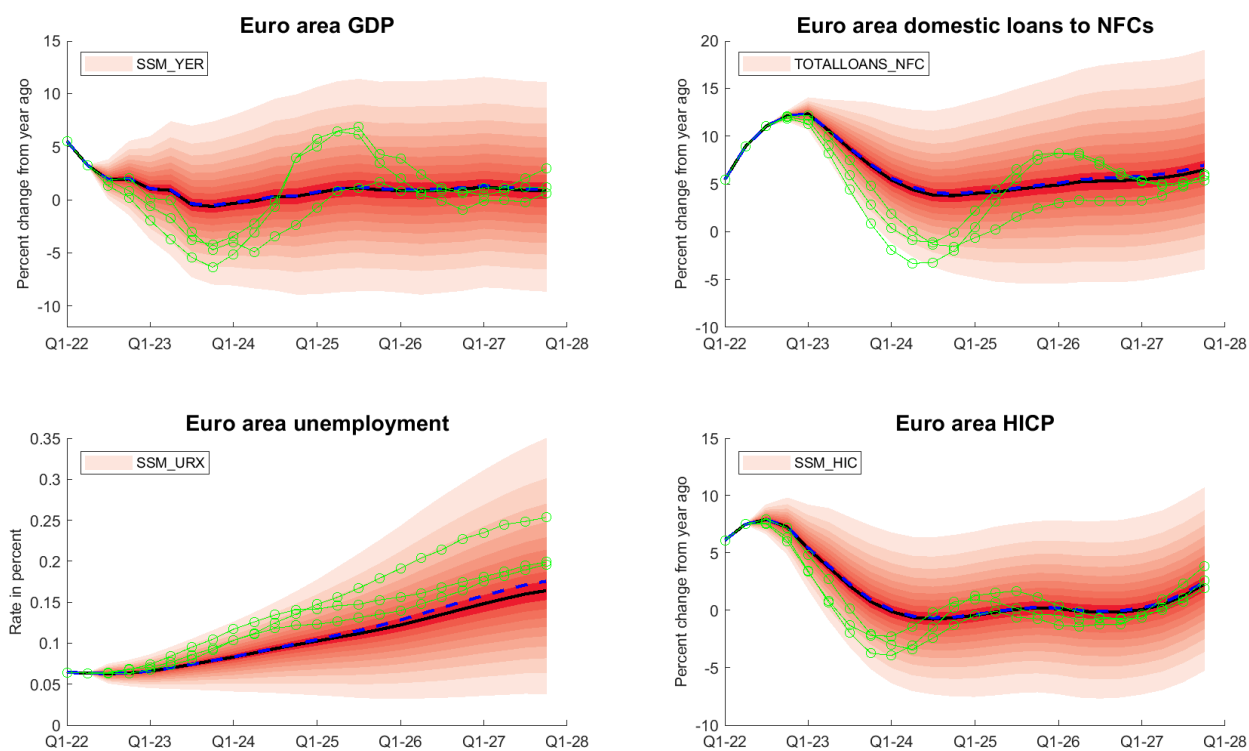 Euro area GDP
SSM_YER
Percent change from year ago
15
10
5
0
-5
-10
Q1-22 Q1-23 Q1-24 Q1-25 Q1-26 Q1-27 Q1-28
Euro area domestic loans to NFCs
TOTALLOANS_NFC
Percent change from year ago
20
15
10
5
0
-5
-10
Q1-22 Q1-23 Q1-24 Q1-25 Q1-26 Q1-27 Q1-28
Euro area unemployment
SSM_URX
Rate in percent
0.35
0.3
0.25
0.2
0.15
0.1
0.05
0
Q1-22 Q1-23 Q1-24 Q1-25 Q1-26 Q1-27 Q1-28
Euro area HICP
SSM_HIC
Percent change from year ago
15
10
5
0
-5
-10
Q1-22 Q1-23 Q1-24 Q1-25 Q1-26 Q1-27 Q1-28